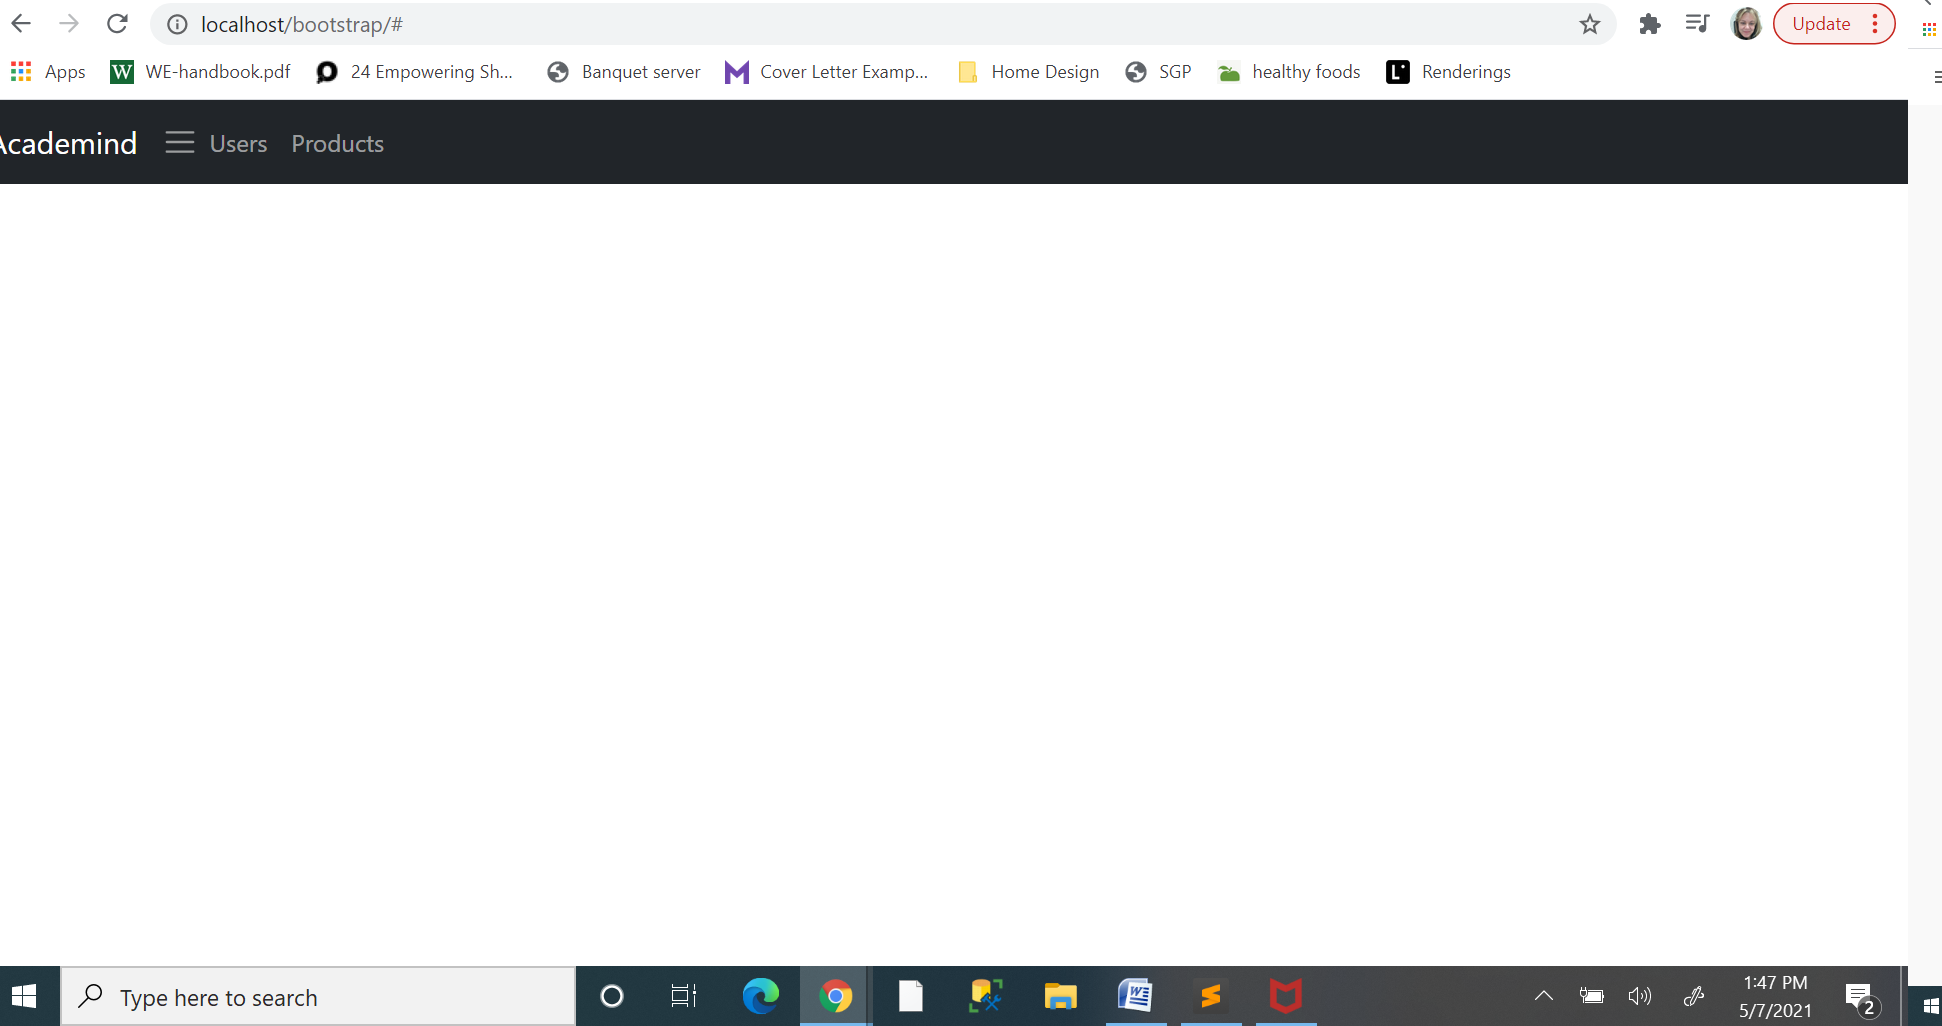 localhost/bootstrap/#
Update
Apps WE-handbook.pdf 24 Empowering Sh... Banquet server Cover Letter Examp... Home Design SGP healthy foods Renderings
Academind Users Products
Type here to search
1:47 PM
5/7/2021
2